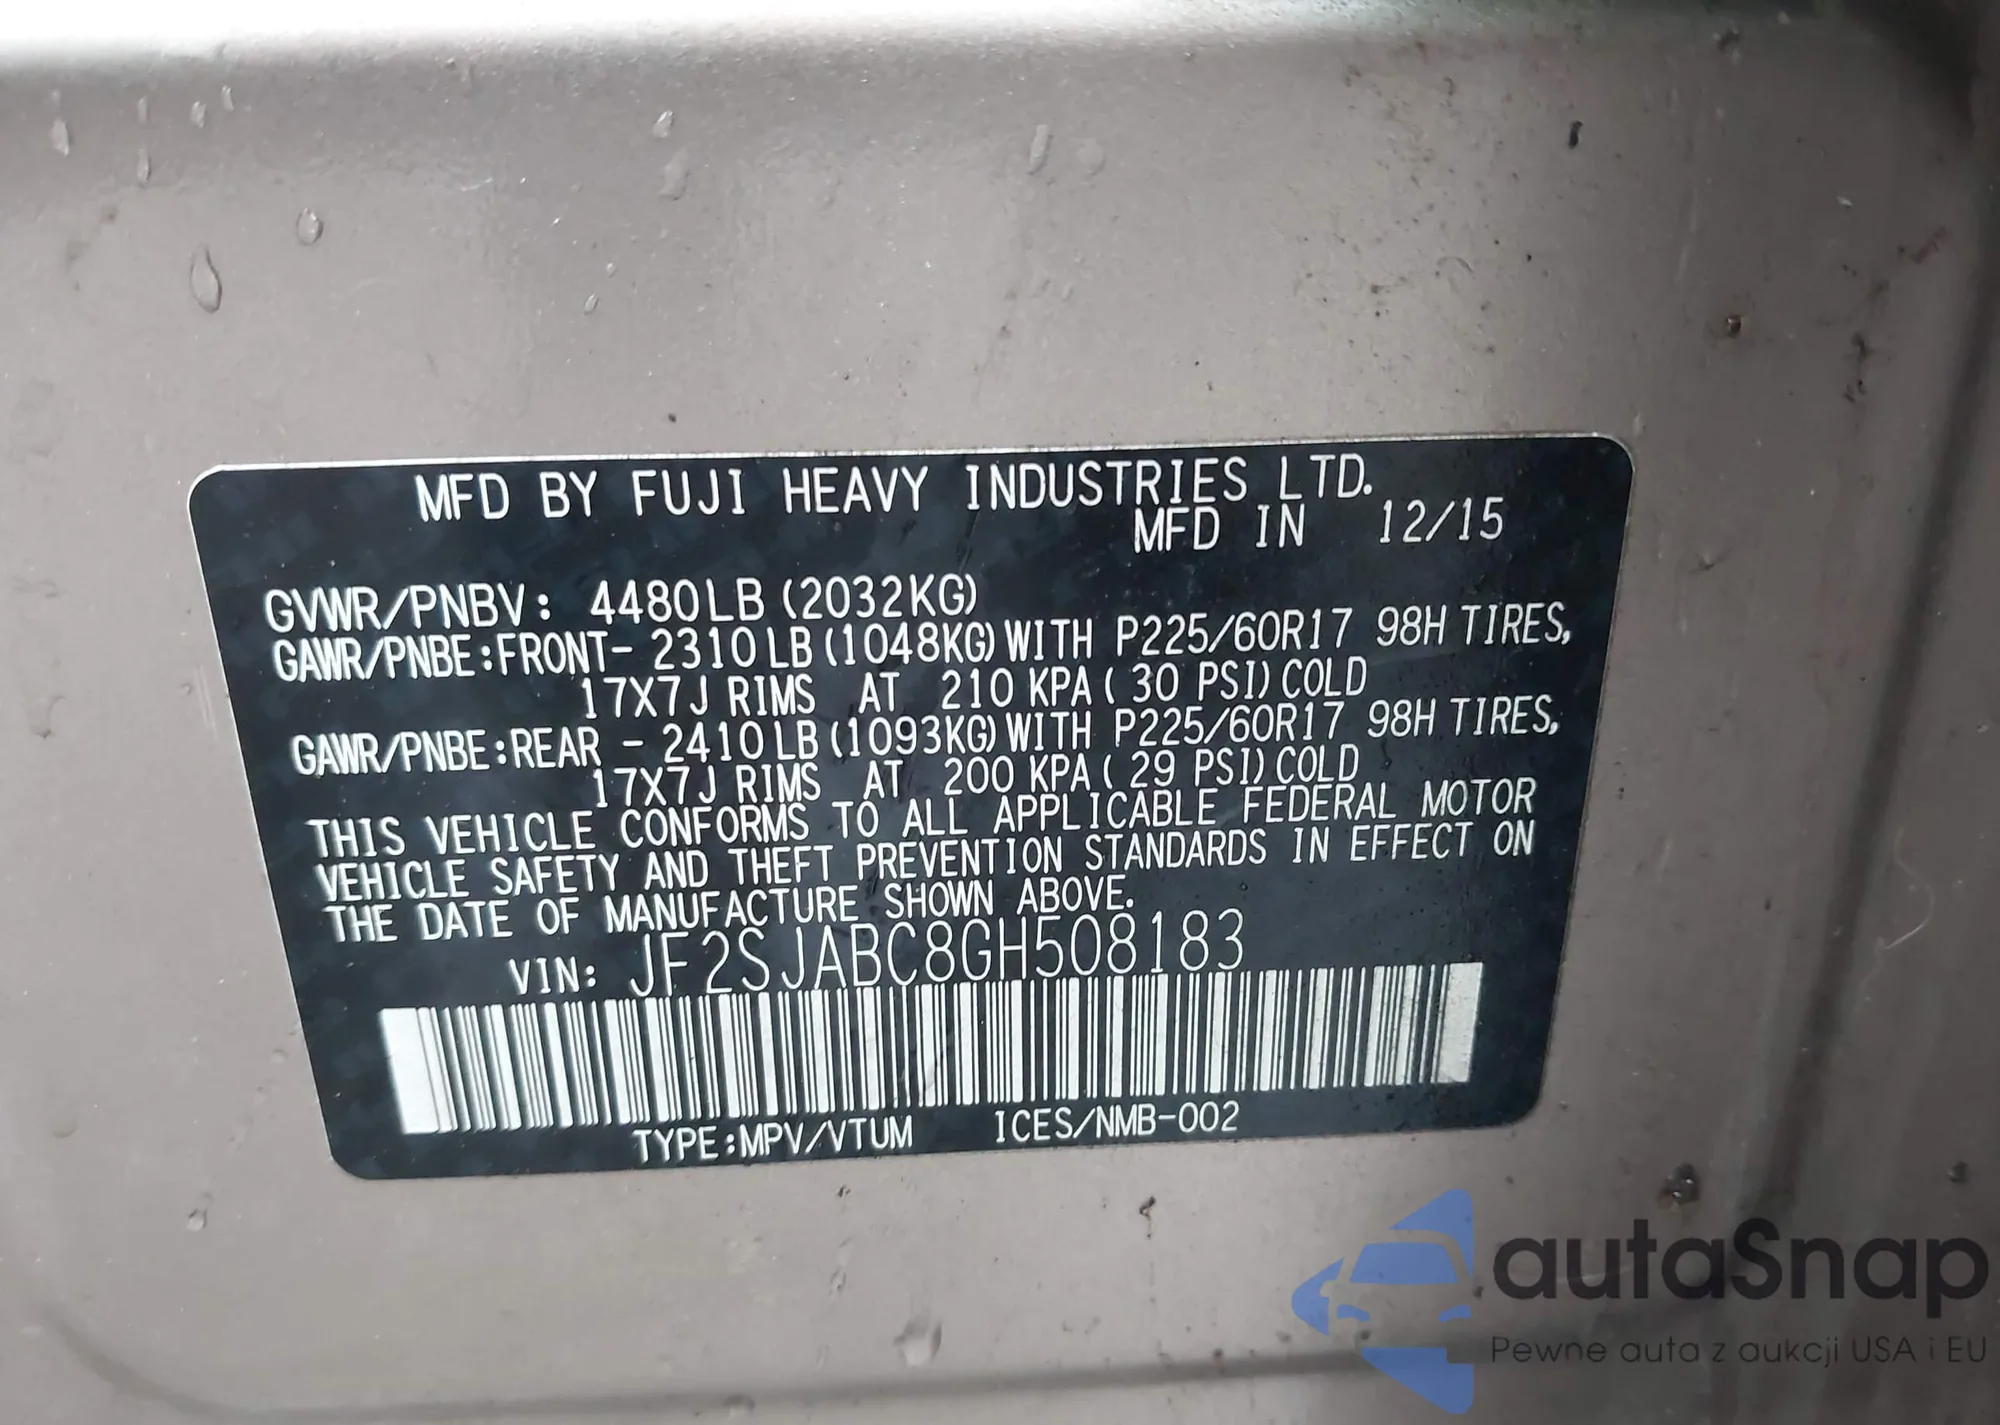 MFD BY FUJI HEAVY INDUSTRIES LTD.
MFD IN 12/15
GVWR/PNBV: 4480LB (2032KG)
GAWR/PNBE:FRONT- 2310LB (1048KG) WITH P225/60R17 98H TIRES,
17X7J RIMS AT 210 KPA ( 30 PSI) COLD
GAWR/PNBE:REAR - 2410LB (1093KG) WITH P225/60R17 98H TIRES,
17X7J RIMS AT 200 KPA ( 29 PSI) COLD
THIS VEHICLE CONFORMS TO ALL APPLICABLE FEDERAL MOTOR
VEHICLE SAFETY AND THEFT PREVENTION STANDARDS IN EFFECT ON
THE DATE OF MANUFACTURE SHOWN ABOVE.
VIN: JF2SJABC8GH508183
TYPE:MPV/VTUM ICES/NMB-002
autaSnap
Pewne auta z aukcji USA i EU